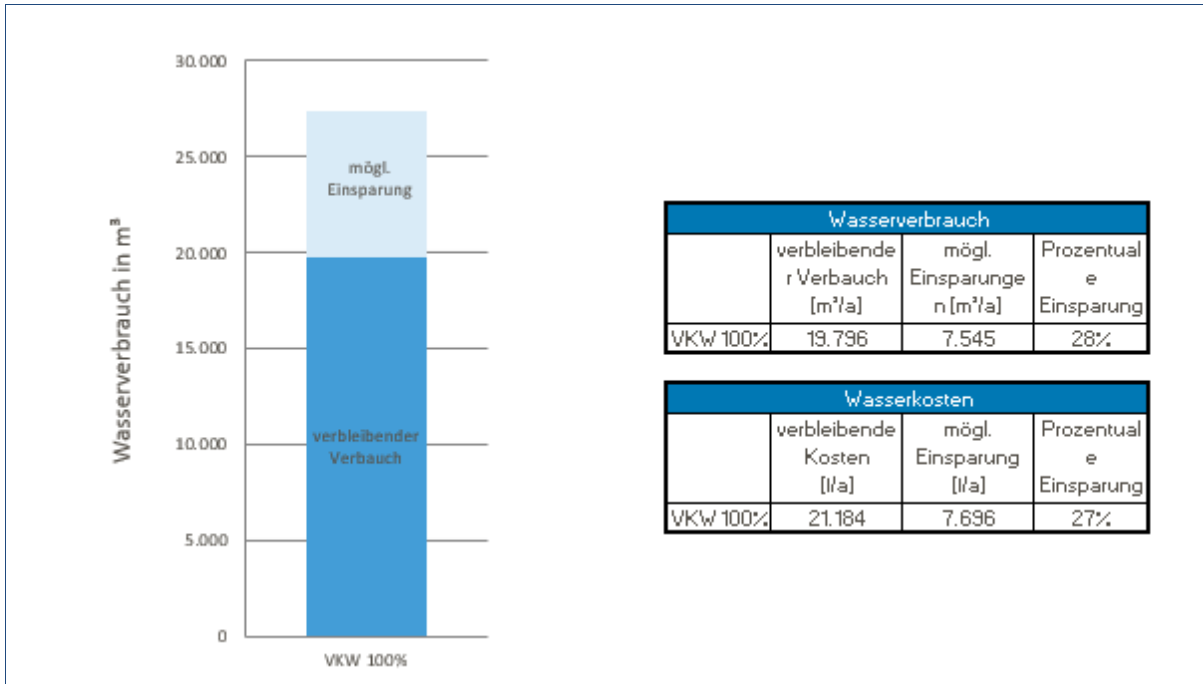 30.000
25.000
20.000
15.000
10.000
5.000
0
Wasserverbrauch in m³
mögl.
Einsparung
verbleibender
Verbauch
VKW 100%
Wasserverbrauch
verbleibende
r Verbauch
[m³/a]
mögl.
Einsparunge
n [m³/a]
Prozentual
e
Einsparung
VKW 100% 19.796 7.545 28%
Wasserkosten
verbleibende
Kosten
[l/a]
mögl.
Einsparung
[l/a]
Prozentual
e
Einsparung
VKW 100% 21.184 7.696 27%